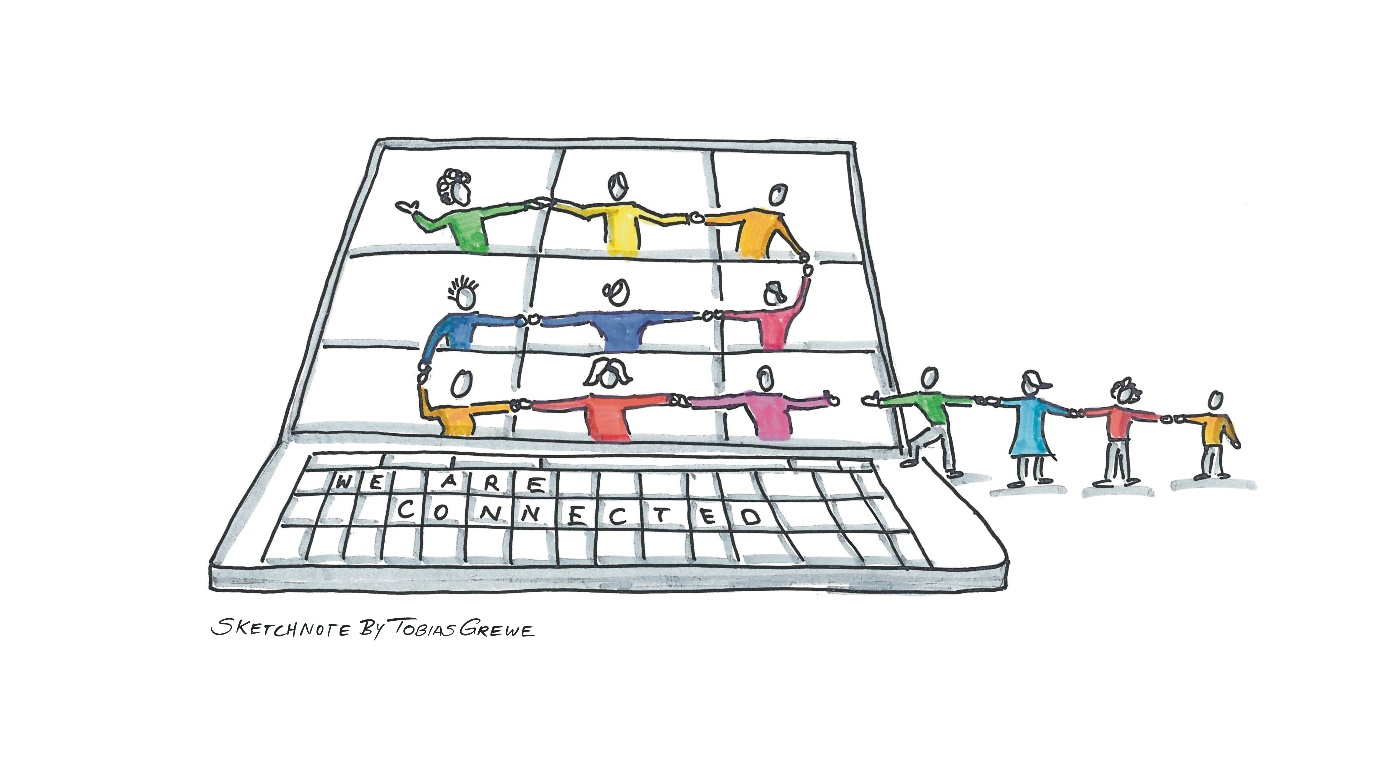 WE ARE
CONNECTED
SKETCHNOTE BY TOBIAS GREWE